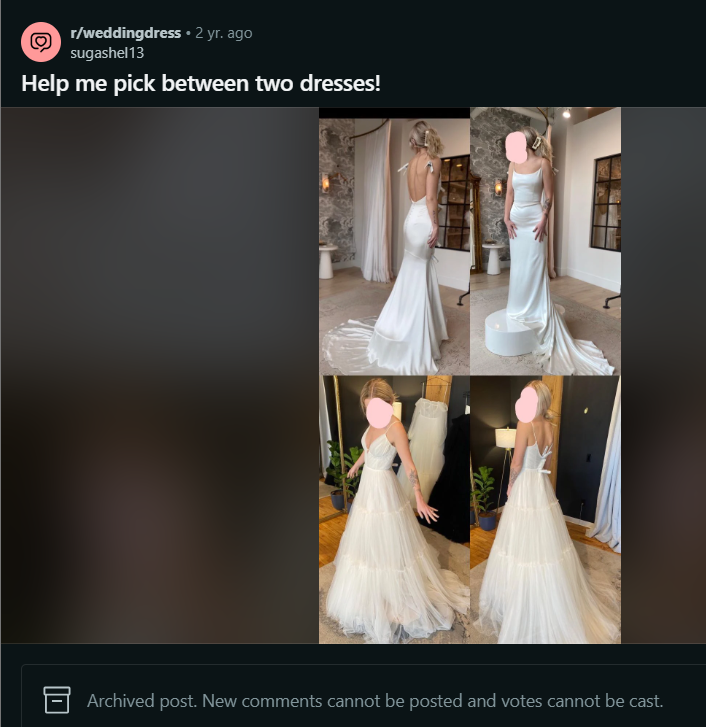 r/weddingdress • 2 yr. ago
sugashel13
Help me pick between two dresses!
Archived post. New comments cannot be posted and votes cannot be cast.